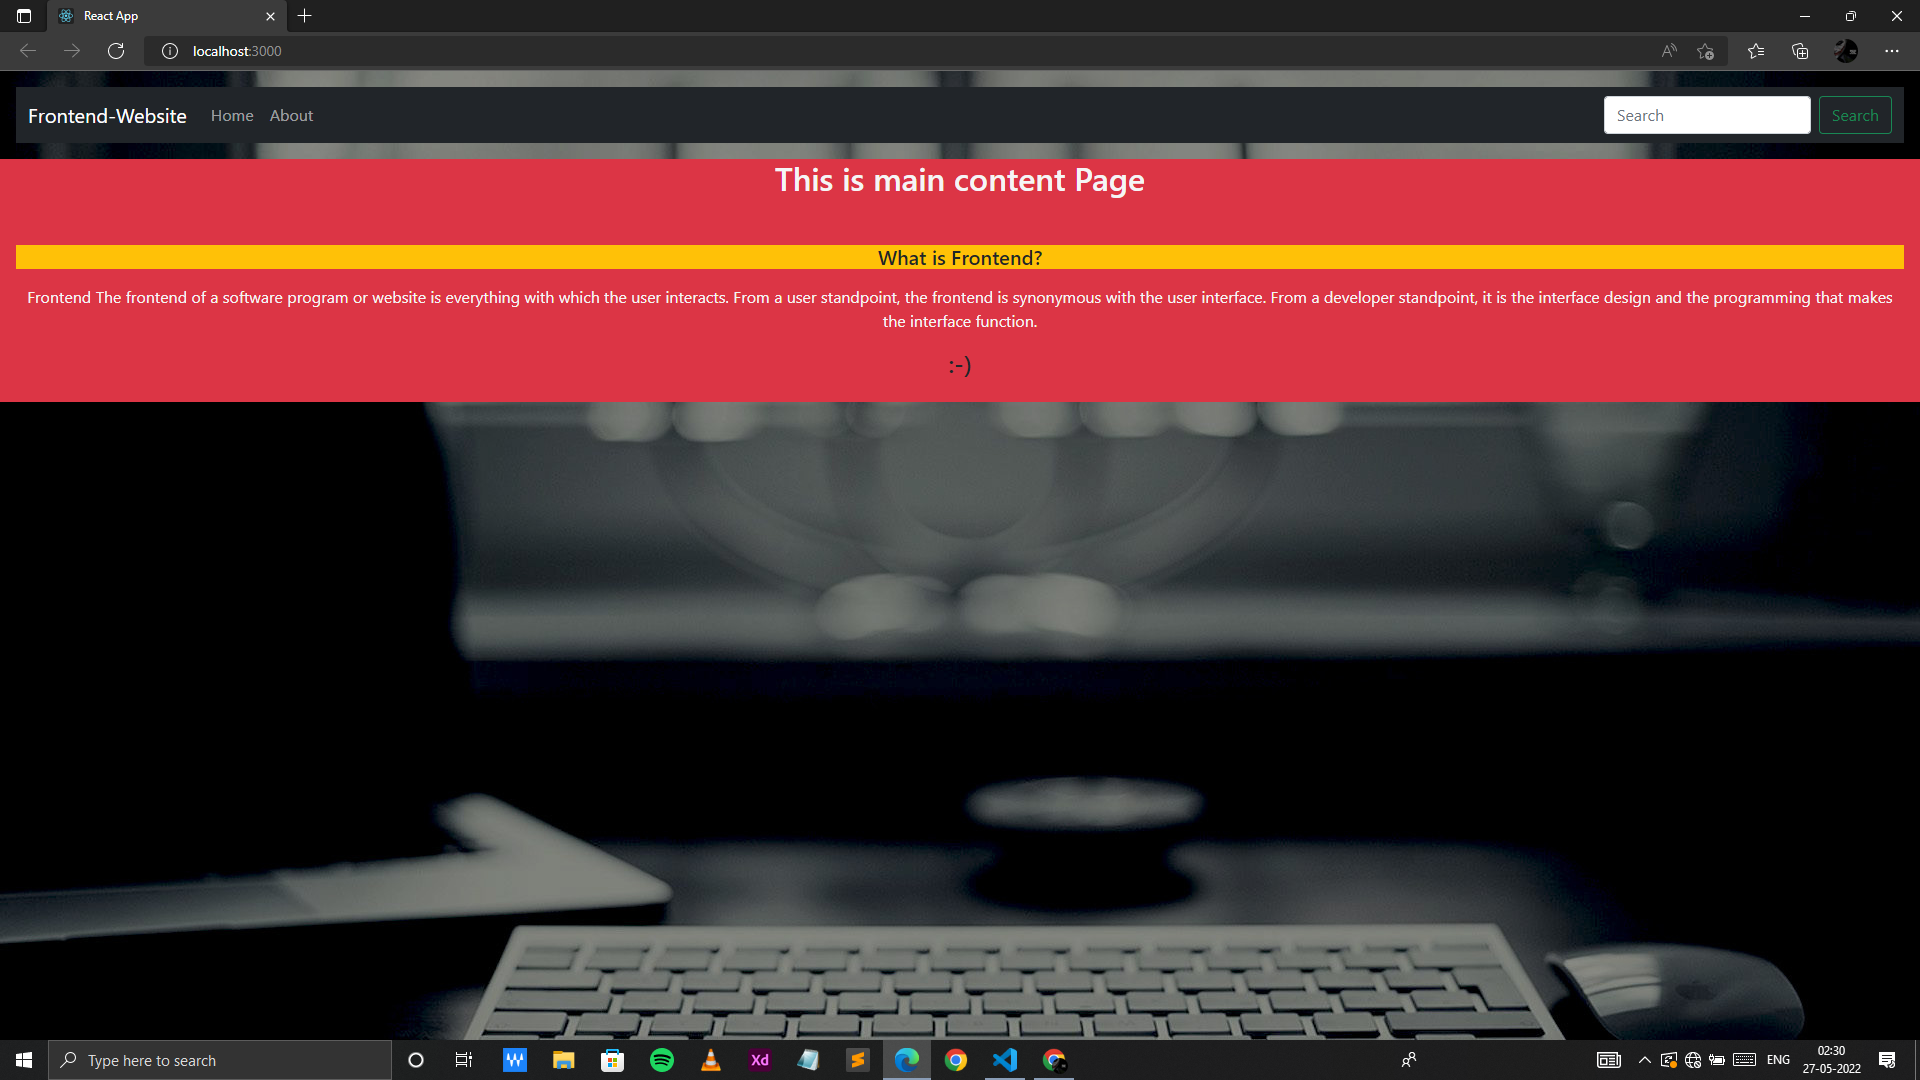 React App
localhost:3000
Frontend-Website Home About Search Search
This is main content Page
What is Frontend?
Frontend The frontend of a software program or website is everything with which the user interacts. From a user standpoint, the frontend is synonymous with the user interface. From a developer standpoint, it is the interface design and the programming that makes
the interface function.
:-)
Type here to search
Xd
ENG
02:30
27-05-2022